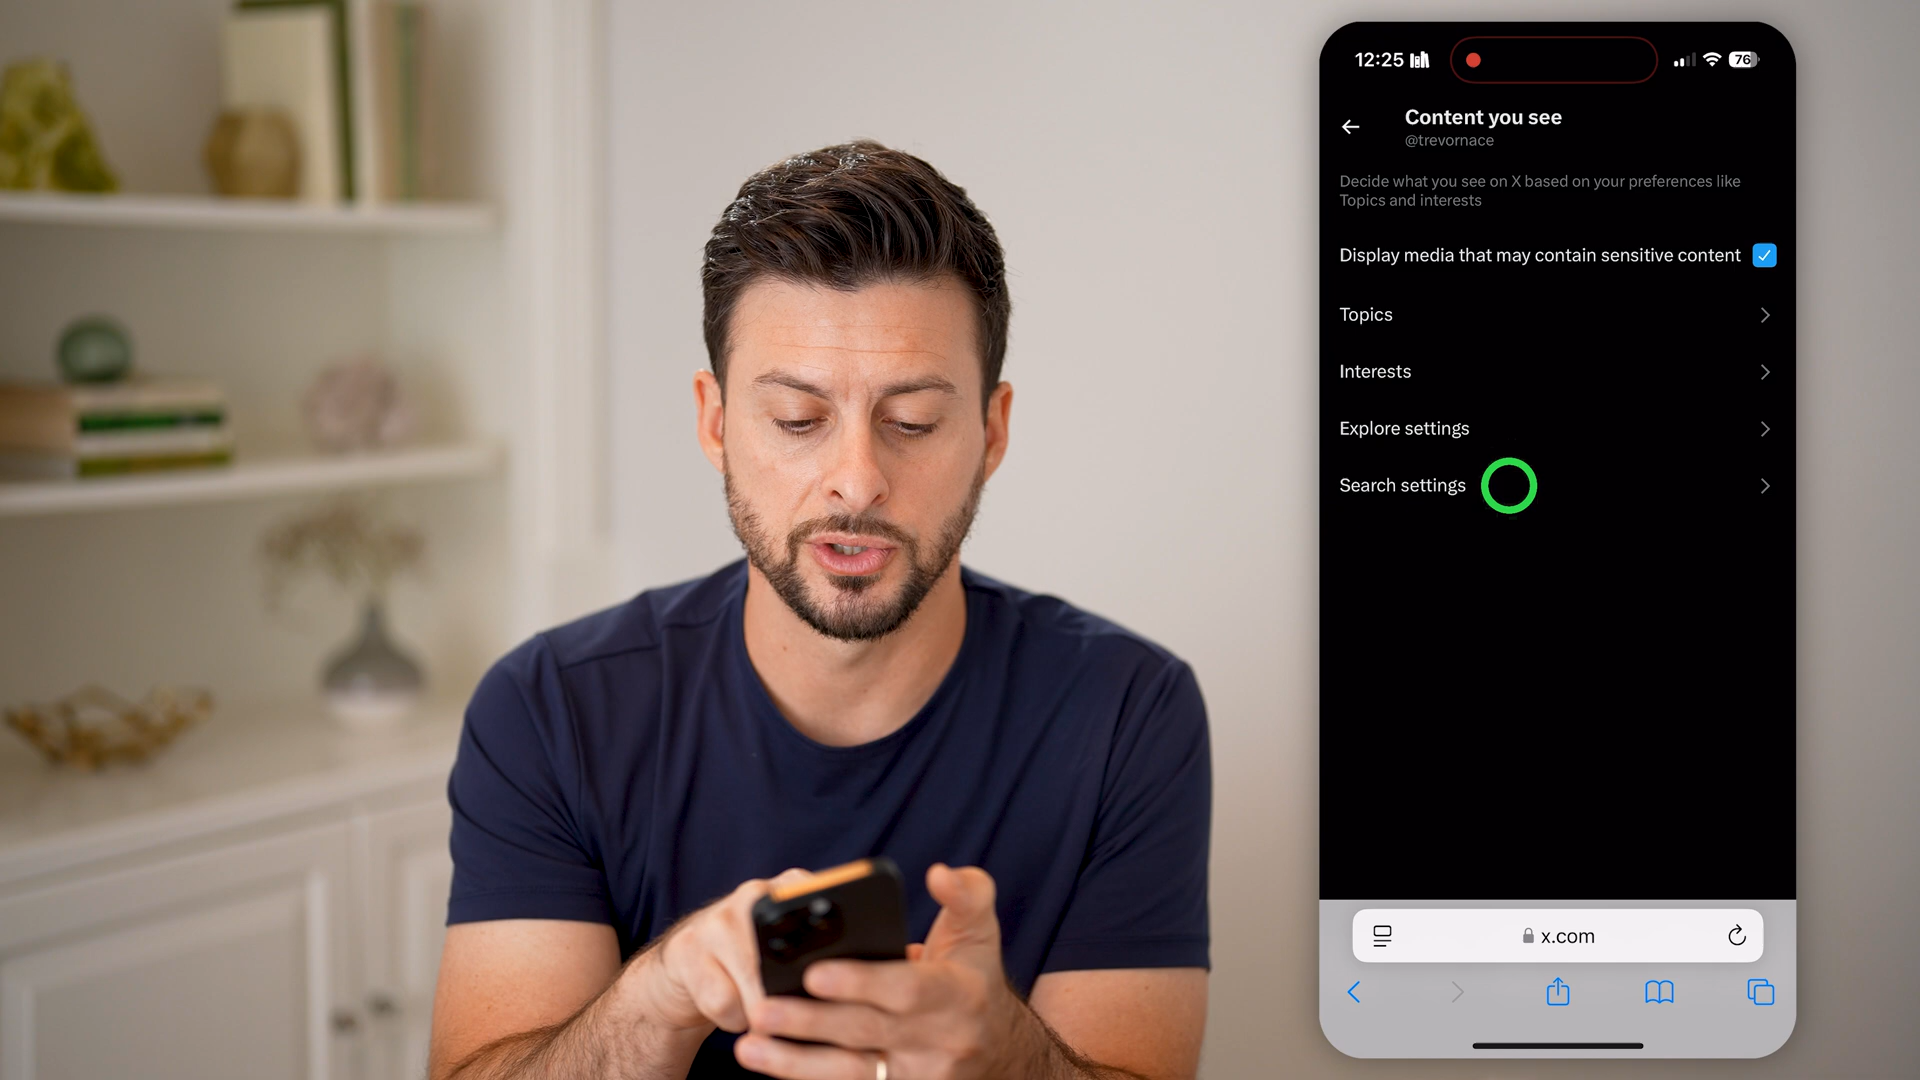 12:25
76
Content you see
@trevornace
Decide what you see on X based on your preferences like
Topics and interests
Display media that may contain sensitive content
Topics
Interests
Explore settings
Search settings
x.com